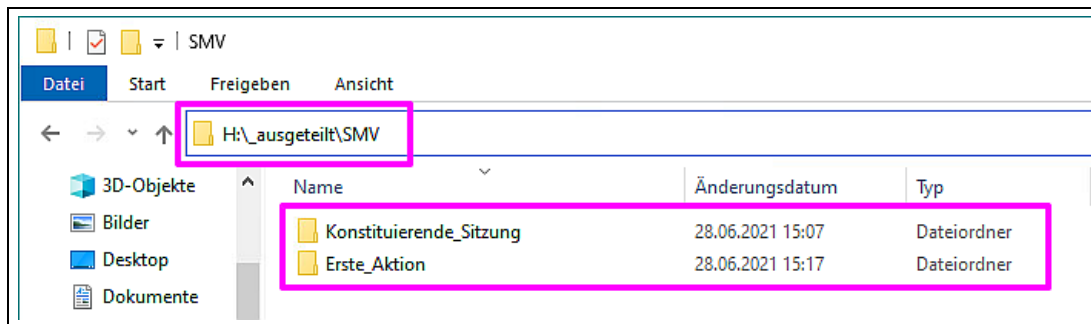 SMV
Datei Start Freigeben Ansicht
H:\_ausgeteilt\SMV
3D-Objekte
Bilder
Desktop
Dokumente
Name Änderungsdatum Typ
Konstituierende_Sitzung 28.06.2021 15:07 Dateiordner
Erste_Aktion 28.06.2021 15:17 Dateiordner